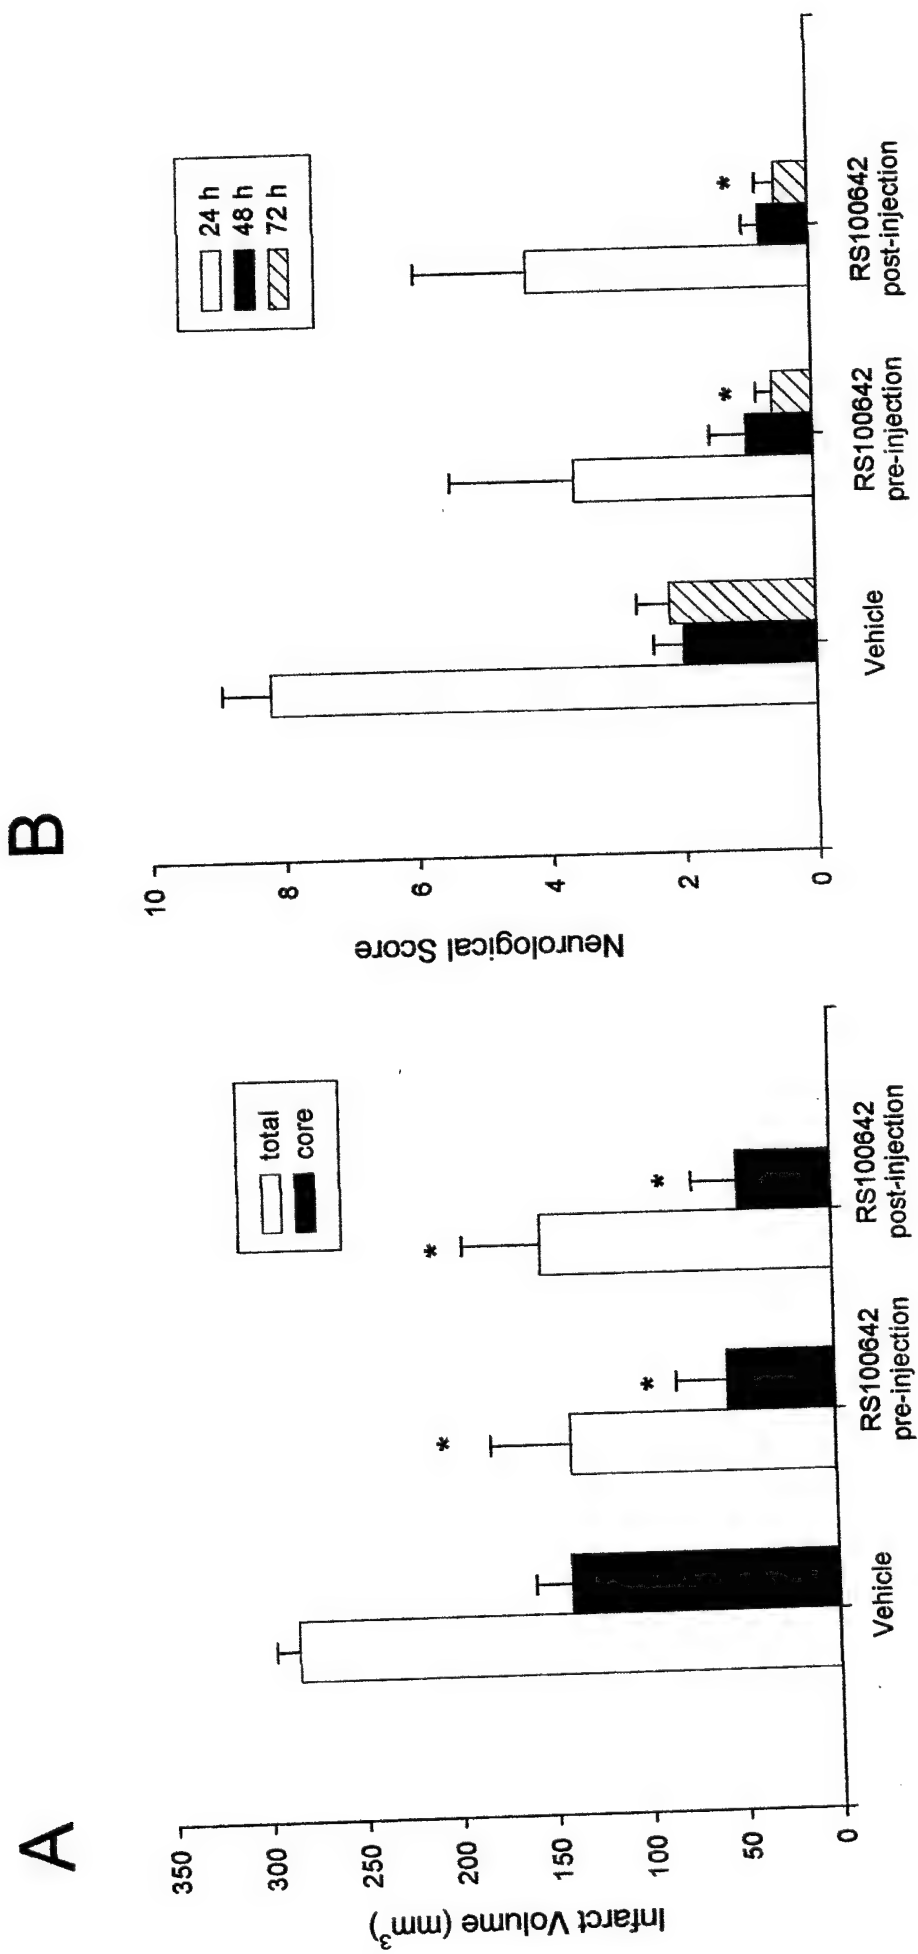 A
Infarct Volume (mm³)
350
300
250
200
150
100
50
0
total
core
Vehicle
RS100642
pre-injection
RS100642
post-injection
*
*
*
*
B
Neurological Score
10
8
6
4
2
0
24 h
48 h
72 h
Vehicle
RS100642
pre-injection
RS100642
post-injection
*
*